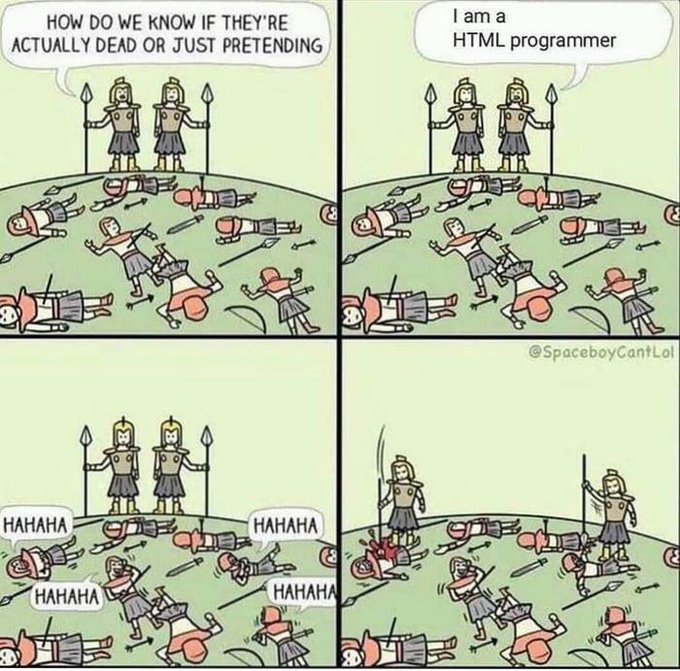 HOW DO WE KNOW IF THEY'RE
ACTUALLY DEAD OR JUST PRETENDING
I am a
HTML programmer
HAHAHA
HAHAHA
HAHAHA
HAHAHA
@SpaceboyCantLol